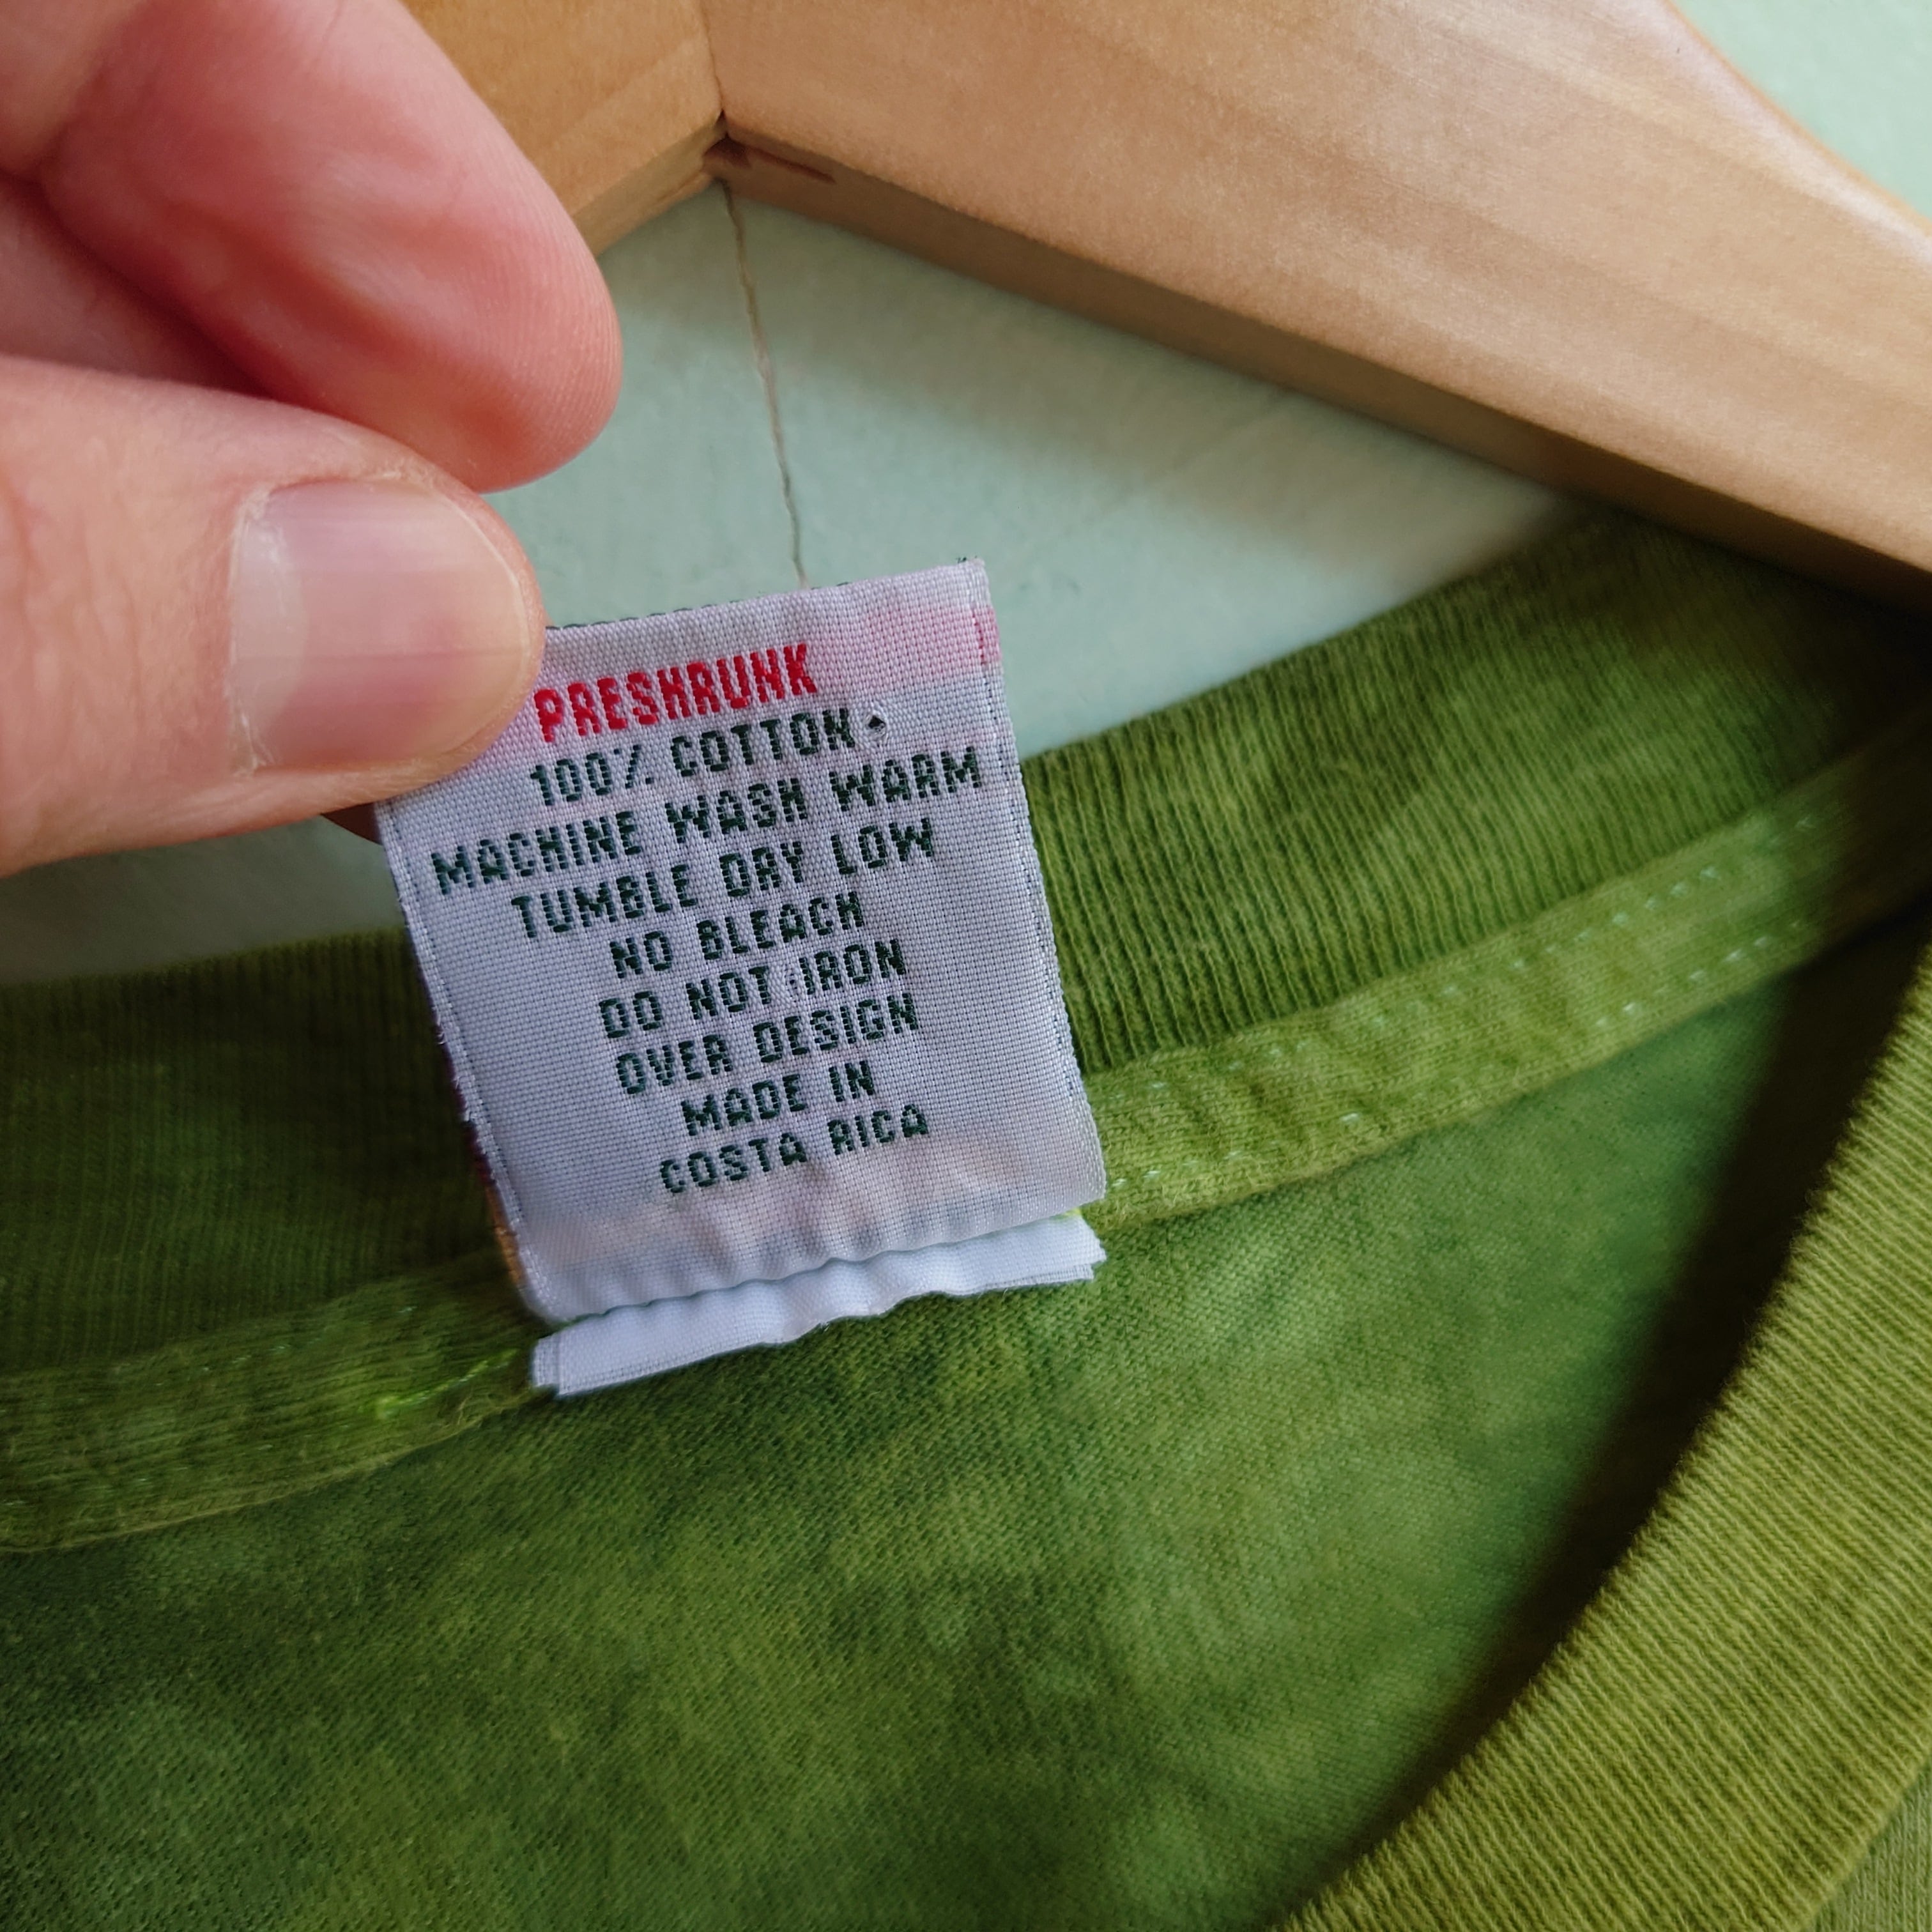 PRESHRUNK
100% COTTON
MACHINE WASH WARM
TUMBLE DRY LOW
NO BLEACH
DO NOT IRON
OVER DESIGN
MADE IN
COSTA RICA